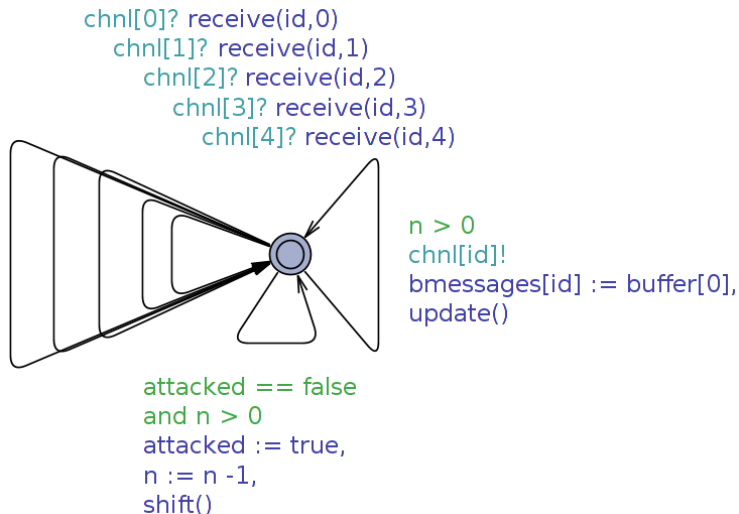 chnl[0]? receive(id,0)
chnl[1]? receive(id,1)
chnl[2]? receive(id,2)
chnl[3]? receive(id,3)
chnl[4]? receive(id,4)
n > 0
chnl[id]!
bmessages[id] := buffer[0],
update()
attacked == false
and n > 0
attacked := true,
n := n -1,
shift()